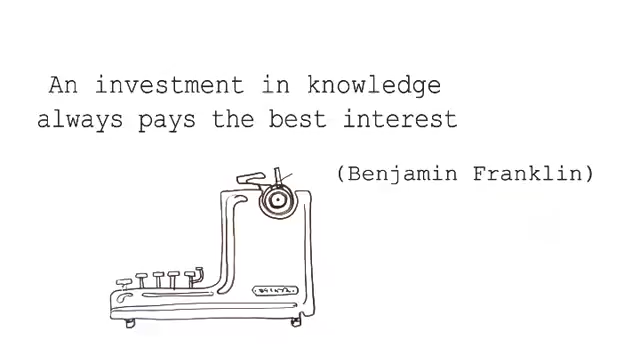 An investment in knowledge
always pays the best interest
(Benjamin Franklin)